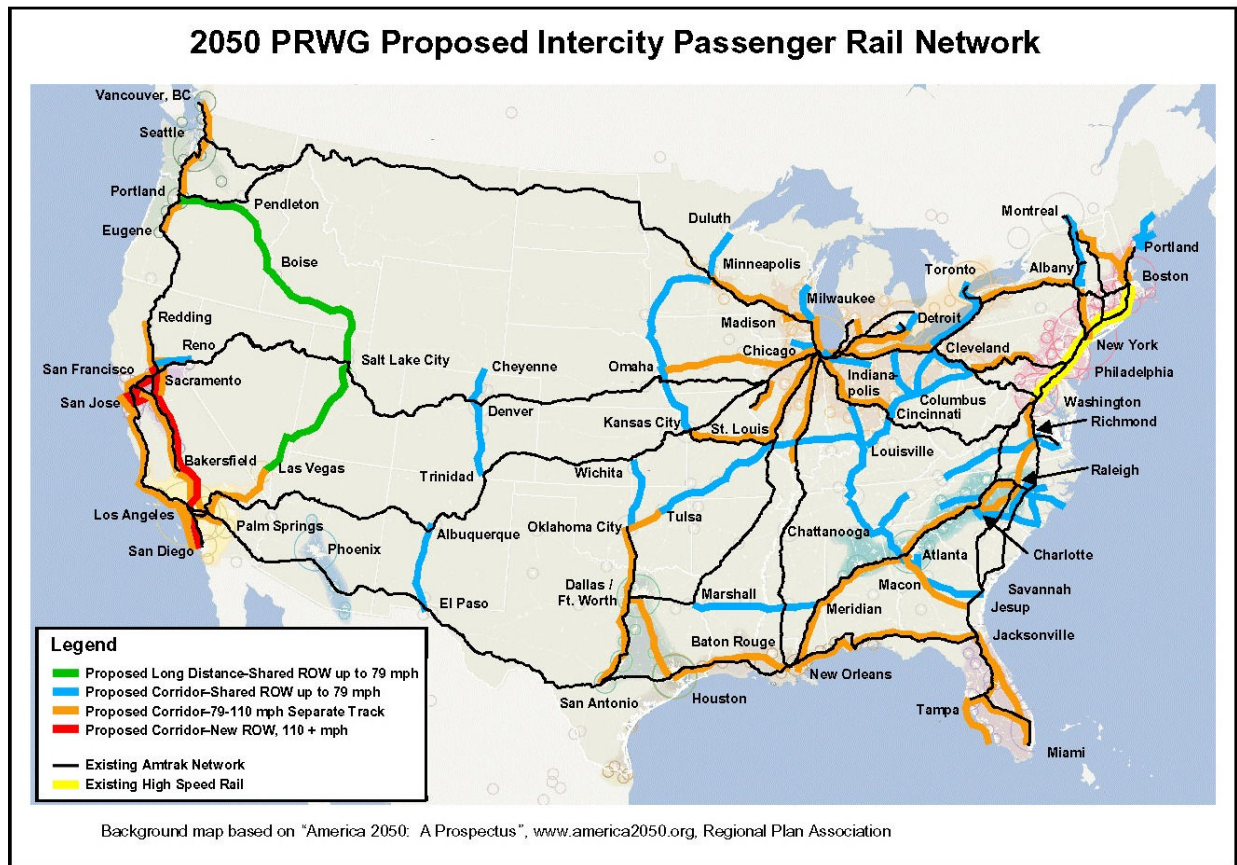 2050 PRWG Proposed Intercity Passenger Rail Network
Vancouver, BC
Seattle
Portland
Pendleton
Eugene
Boise
Redding
Reno
San Francisco
Sacramento
San Jose
Salt Lake City
Bakersfield
Las Vegas
Los Angeles
Palm Springs
San Diego
Phoenix
Cheyenne
Denver
Trinidad
Albuquerque
El Paso
Duluth
Minneapolis
Milwaukee
Madison
Chicago
Omaha
Kansas City
St. Louis
Wichita
Oklahoma City
Tulsa
Dallas /
Ft. Worth
Marshall
San Antonio
Houston
Baton Rouge
New Orleans
Meridian
Montreal
Toronto
Albany
Portland
Boston
Detroit
Cleveland
New York
Philadelphia
Indiana-
polis
Columbus
Cincinnati
Washington
Richmond
Louisville
Raleigh
Chattanooga
Atlanta
Charlotte
Macon
Savannah
Jesup
Jacksonville
Tampa
Miami
Legend
Proposed Long Distance-Shared ROW up to 79 mph
Proposed Corridor-Shared ROW up to 79 mph
Proposed Corridor-79-110 mph Separate Track
Proposed Corridor-New ROW, 110 + mph
Existing Amtrak Network
Existing High Speed Rail
Background map based on "America 2050: A Prospectus", www.america2050.org, Regional Plan Association